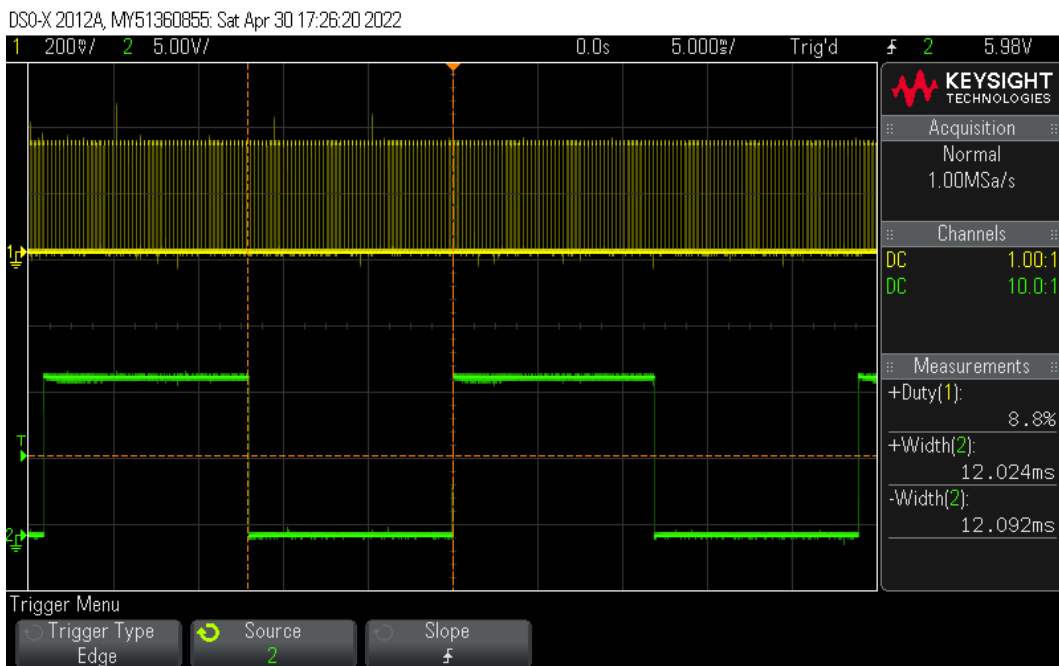 DSO-X 2012A, MY51360855: Sat Apr 30 17:26:20 2022
1 200mV/ 2 5.00V/ 0.0s 5.000ms/ Trig'd 2 5.98V
KEYSIGHT
TECHNOLOGIES
Acquisition
Normal
1.00MSa/s
Channels
DC 1.00:1
DC 10.0:1
Measurements
+Duty(1):
8.8%
+Width(2):
12.024ms
-Width(2):
12.092ms
1
T
2
Trigger Menu
Trigger Type Source Slope
Edge 2